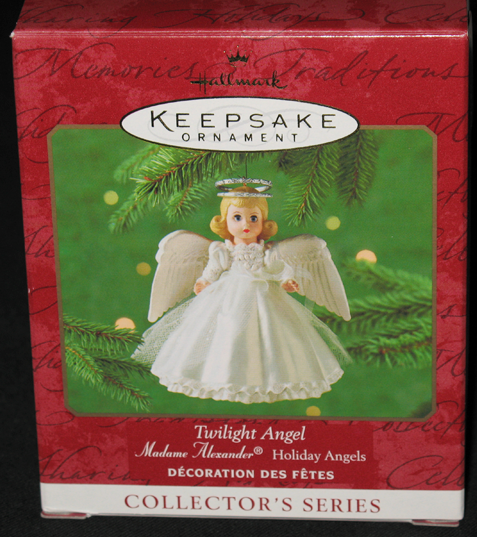 Memories Traditions
Hallmark
KEEPSAKE
ORNAMENT
Twilight Angel
Madame Alexander® Holiday Angels
DÉCORATION DES FÊTES
COLLECTOR'S SERIES